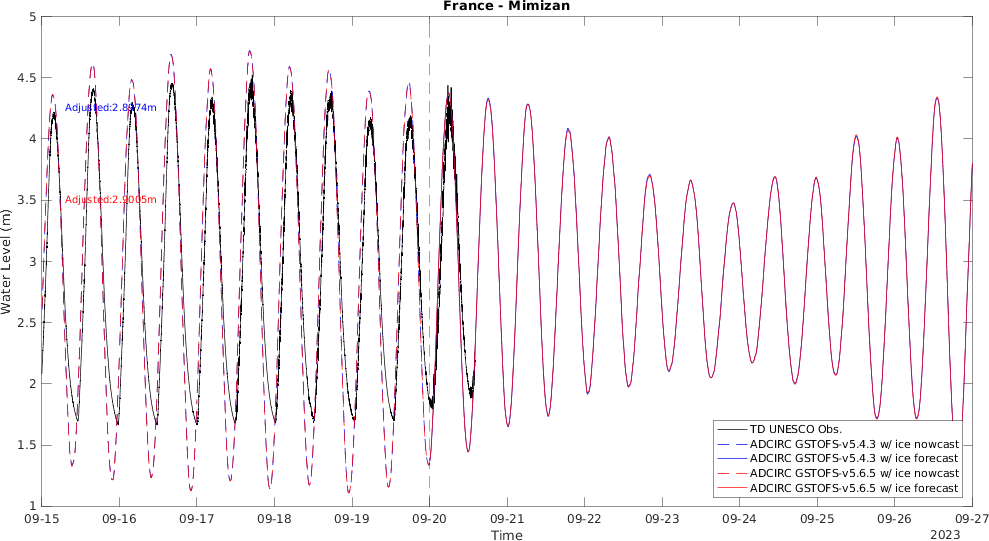 France - Mimizan
Water Level (m)
5
4.5
4
3.5
3
2.5
2
1.5
1
Adjusted:2.8974m
Adjusted:2.9005m
TD UNESCO Obs.
ADCIRC GSTOFS-v5.4.3 w/ ice nowcast
ADCIRC GSTOFS-v5.4.3 w/ ice forecast
ADCIRC GSTOFS-v5.6.5 w/ ice nowcast
ADCIRC GSTOFS-v5.6.5 w/ ice forecast
09-15 09-16 09-17 09-18 09-19 09-20 09-21 09-22 09-23 09-24 09-25 09-26 09-27
Time
2023